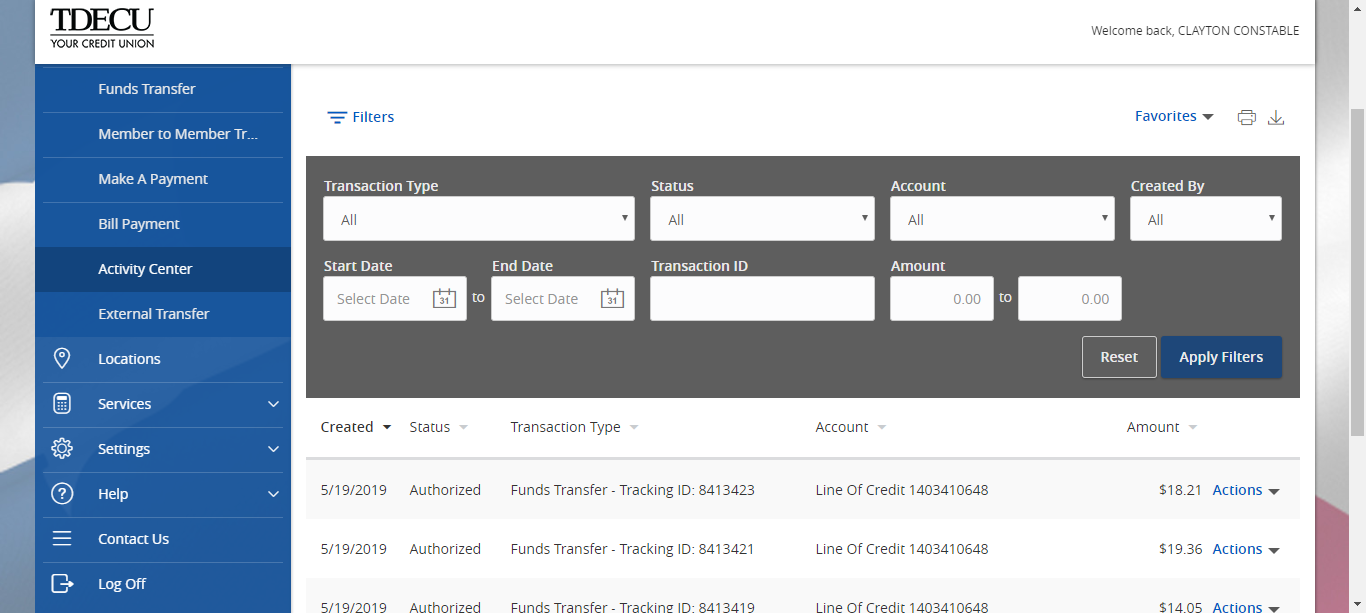 TDECU
YOUR CREDIT UNION
Welcome back, CLAYTON CONSTABLE
Funds Transfer
Member to Member Tr...
Make A Payment
Bill Payment
Activity Center
External Transfer
Locations
Services
Settings
? Help
Contact Us
Log Off
Filters
Favorites
Transaction Type Status Account Created By
All All All All
Start Date End Date Transaction ID Amount
Select Date 31 to Select Date 31 0.00 to 0.00
Reset Apply Filters
Created Status Transaction Type Account Amount
5/19/2019 Authorized Funds Transfer - Tracking ID: 8413423 Line Of Credit 1403410648 $18.21 Actions
5/19/2019 Authorized Funds Transfer - Tracking ID: 8413421 Line Of Credit 1403410648 $19.36 Actions
5/19/2019 Authorized Funds Transfer - Tracking ID: 8413419 Line Of Credit 1403410648 $14.05 Actions